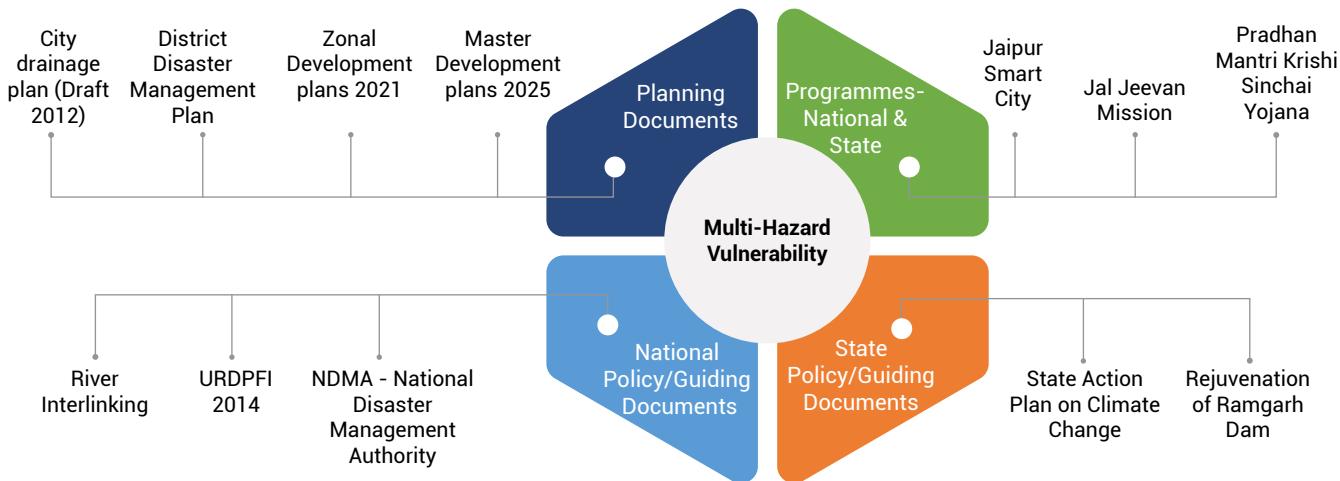 City
drainage
plan (Draft
2012)
District
Disaster
Management
Plan
Zonal
Development
plans 2021
Master
Development
plans 2025
Planning
Documents
Programmes-
National &
State
Jaipur
Smart
City
Jal Jeevan
Mission
Pradhan
Mantri Krishi
Sinchai
Yojana
Multi-Hazard
Vulnerability
River
Interlinking
URDPFI
2014
NDMA - National
Disaster
Management
Authority
National
Policy/Guiding
Documents
State
Policy/Guiding
Documents
State Action
Plan on Climate
Change
Rejuvenation
of Ramgarh
Dam